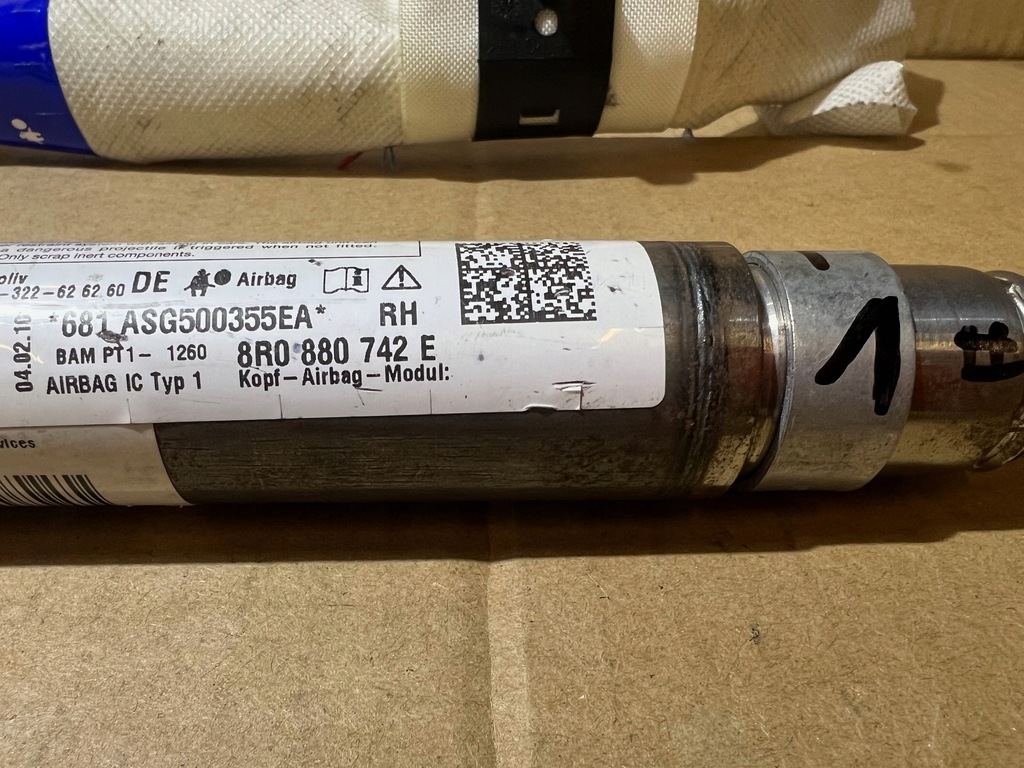 a dangerous projectile if triggered when not fitted.
Only scrap inert components.
oliv
-322-62 62 60 DE Airbag
*681 ASG500355EA* RH
04.02.10
BAM PT1- 1260 8R0 880 742 E
AIRBAG IC Typ 1 Kopf-Airbag-Modul:
vices
1